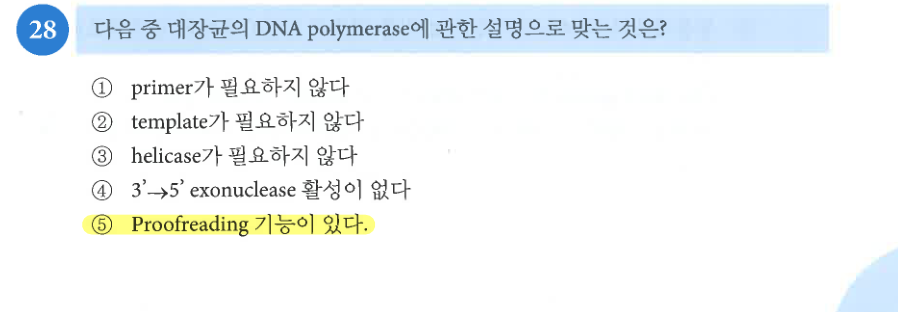 28 다음 중 대장균의 DNA polymerase에 관한 설명으로 맞는 것은?
① primer가 필요하지 않다
② template가 필요하지 않다
③ helicase가 필요하지 않다
④ 3’→5’ exonuclease 활성이 없다
⑤ Proofreading 기능이 있다.